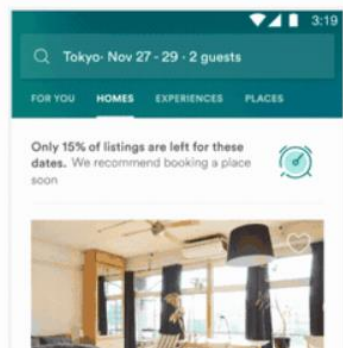 3:19
Tokyo· Nov 27 - 29 · 2 guests
FOR YOU HOMES EXPERIENCES PLACES
Only 15% of listings are left for these
dates. We recommend booking a place
soon